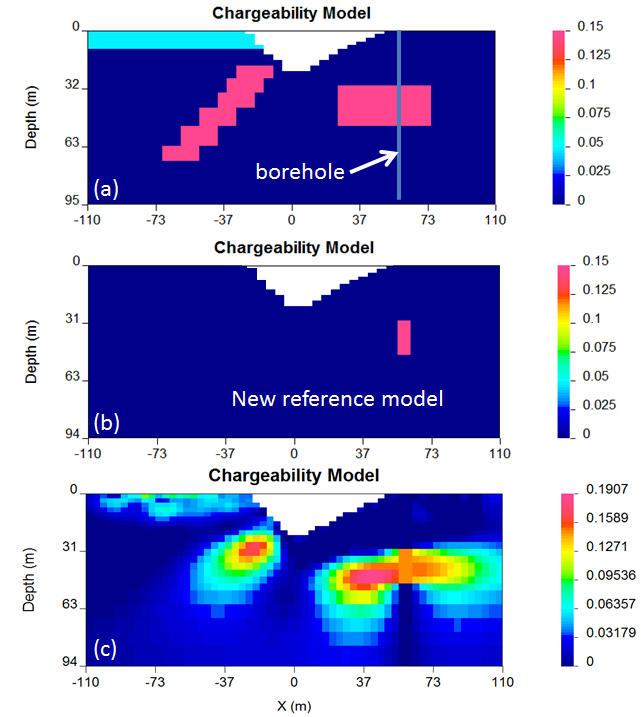 Chargeability Model
0
32
63
95
Depth (m)
-110 -73 -37 0 37 73 110
0.15
0.15
0.125
0.1
0.075
0.05
0.025
0
borehole
(a)
Chargeability Model
0
31
63
94
Depth (m)
-110 -73 -37 0 37 73 110
0.15
0.15
0.125
0.1
0.075
0.05
0.025
0
New reference model
(b)
Chargeability Model
0
31
63
94
Depth (m)
-110 -73 -37 0 37 73 110
X (m)
0.1907
0.1589
0.1271
0.09536
0.06357
0.03179
0
(c)